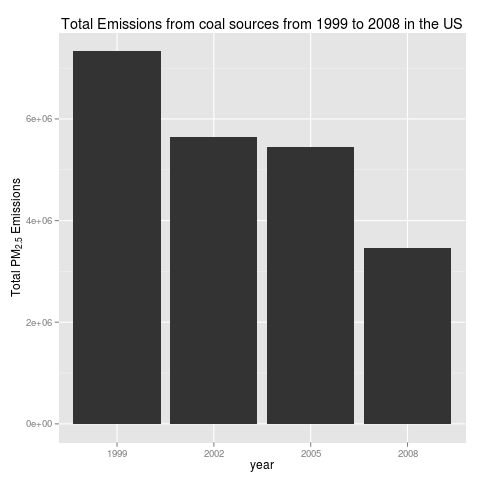 Total Emissions from coal sources from 1999 to 2008 in the US
Total PM2.5 Emissions
6e+06
4e+06
2e+06
0e+00
1999 2002 2005 2008
year